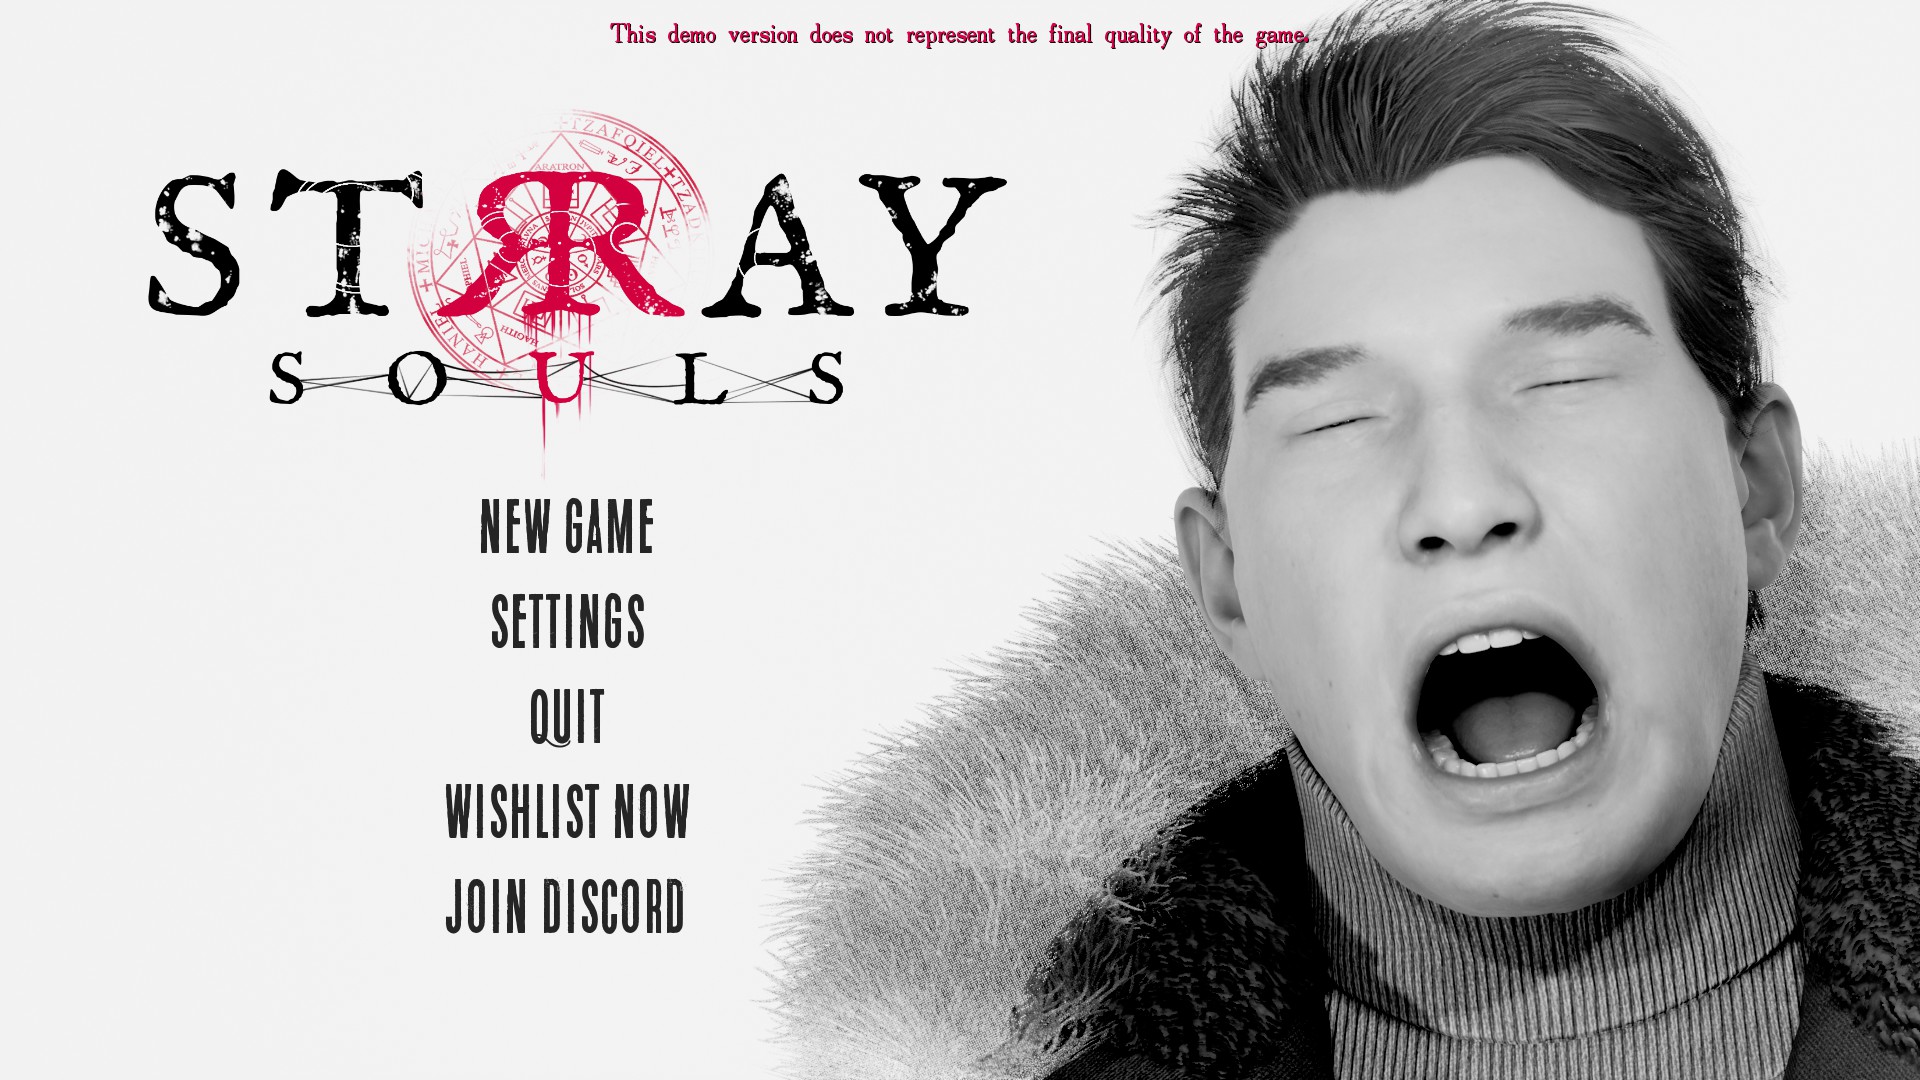 This demo version does not represent the final quality of the game.
STRAY
SOULS
NEW GAME
SETTINGS
QUIT
WISHLIST NOW
JOIN DISCORD